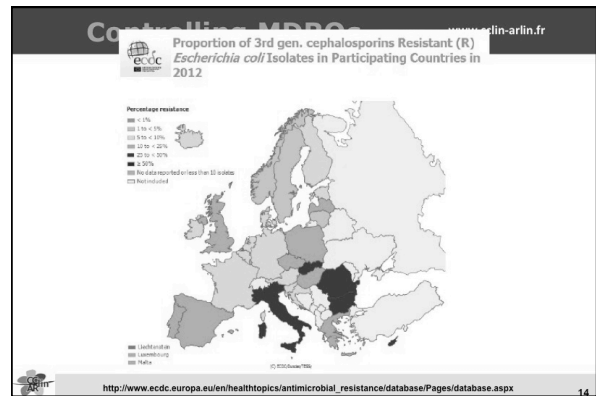 Controlling MDROs
www.cclin-arlin.fr
ecdc
Proportion of 3rd gen. cephalosporins Resistant (R)
Escherichia coli Isolates in Participating Countries in
2012
Percentage resistance
< 1%
1 to < 5%
5 to < 10%
10 to < 25%
25 to < 50%
≥ 50%
No data reported or less than 10 isolates
Not included
Liechtenstein
Luxembourg
Malta
http://www.ecdc.europa.eu/en/healthtopics/antimicrobial_resistance/database/Pages/database.aspx
14